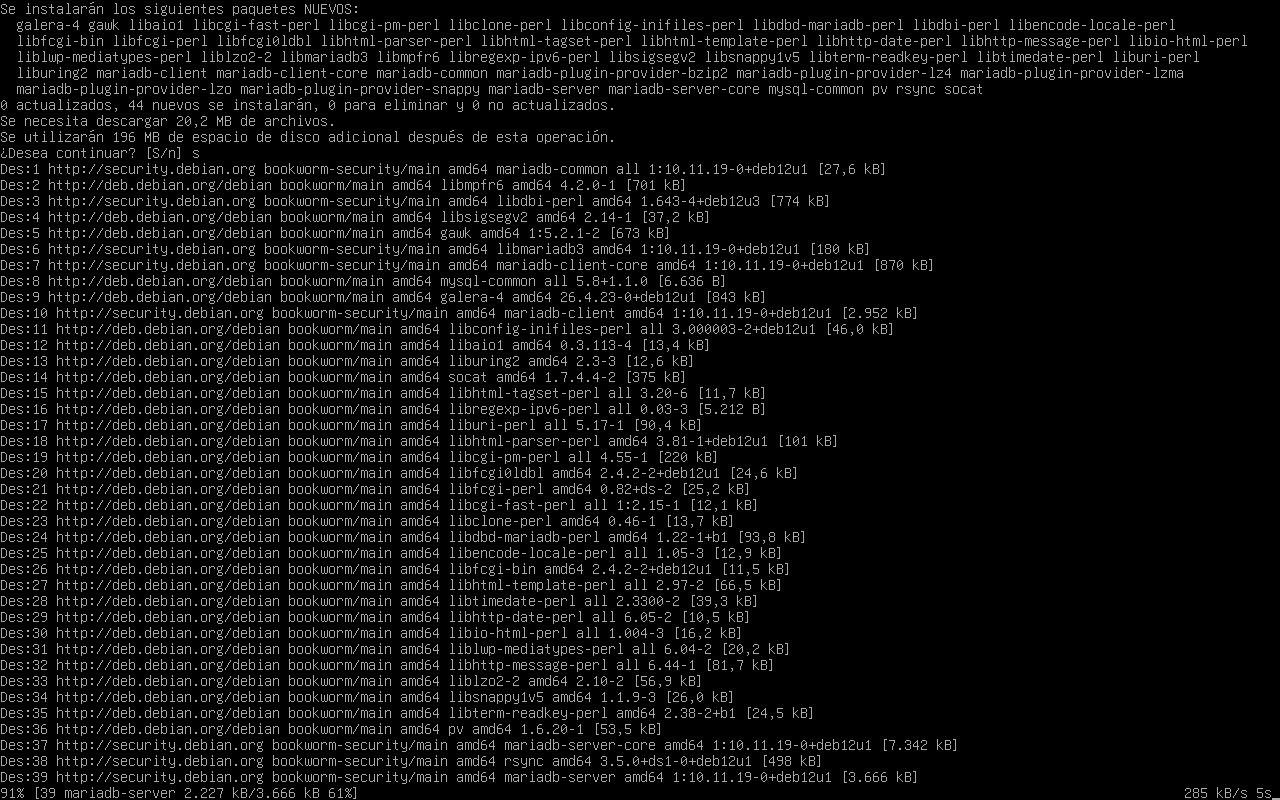 Se instalarán los siguientes paquetes NUEVOS:
  galera-4 gawk libaio1 libcgi-fast-perl libcgi-pm-perl libclone-perl libconfig-inifiles-perl libdbd-mariadb-perl libdbi-perl libencode-locale-perl
  libfcgi-bin libfcgi-perl libfcgi0ldbl libhtml-parser-perl libhtml-tagset-perl libhtml-template-perl libhttp-date-perl libhttp-message-perl libio-html-perl
  liblwp-mediatypes-perl liblzo2-2 libmariadb3 libmpfr6 libregexp-ipv6-perl libsigsegv2 libsnappy1v5 libterm-readkey-perl libtimedate-perl liburi-perl
  liburing2 mariadb-client mariadb-client-core mariadb-common mariadb-plugin-provider-bzip2 mariadb-plugin-provider-lz4 mariadb-plugin-provider-lzma
  mariadb-plugin-provider-lzo mariadb-plugin-provider-snappy mariadb-server mariadb-server-core mysql-common pv rsync socat
0 actualizados, 44 nuevos se instalarán, 0 para eliminar y 0 no actualizados.
Se necesita descargar 20,2 MB de archivos.
Se utilizarán 196 MB de espacio de disco adicional después de esta operación.
¿Desea continuar? [S/n] s
Des:1 http://security.debian.org bookworm-security/main amd64 mariadb-common all 1:10.11.19-0+deb12u1 [27,6 kB]
Des:2 http://deb.debian.org/debian bookworm/main amd64 libmpfr6 amd64 4.2.0-1 [701 kB]
Des:3 http://deb.debian.org/debian bookworm/main amd64 libdbi-perl amd64 1.643-4+deb12u3 [774 kB]
Des:4 http://deb.debian.org/debian bookworm/main amd64 libsigsegv2 amd64 2.14-1 [37,2 kB]
Des:5 http://deb.debian.org/debian bookworm/main amd64 gawk amd64 1:5.2.1-2 [673 kB]
Des:6 http://security.debian.org bookworm-security/main amd64 libmariadb3 amd64 1:10.11.19-0+deb12u1 [180 kB]
Des:7 http://security.debian.org bookworm-security/main amd64 mariadb-client-core amd64 1:10.11.19-0+deb12u1 [870 kB]
Des:8 http://deb.debian.org/debian bookworm/main amd64 mysql-common all 5.8+1.1.0 [6.636 B]
Des:9 http://deb.debian.org/debian bookworm/main amd64 galera-4 amd64 26.4.23-0+deb12u1 [843 kB]
Des:10 http://security.debian.org bookworm-security/main amd64 mariadb-client amd64 1:10.11.19-0+deb12u1 [2.952 kB]
Des:11 http://deb.debian.org/debian bookworm/main amd64 libconfig-inifiles-perl all 3.000003-2+deb12u1 [46,0 kB]
Des:12 http://deb.debian.org/debian bookworm/main amd64 libaio1 amd64 0.3.113-4 [13,4 kB]
Des:13 http://deb.debian.org/debian bookworm/main amd64 liburing2 amd64 2.3-3 [12,6 kB]
Des:14 http://deb.debian.org/debian bookworm/main amd64 socat amd64 1.7.4.4-2 [375 kB]
Des:15 http://deb.debian.org/debian bookworm/main amd64 libhtml-tagset-perl all 3.20-6 [11,7 kB]
Des:16 http://deb.debian.org/debian bookworm/main amd64 libregexp-ipv6-perl all 0.03-3 [5.212 B]
Des:17 http://deb.debian.org/debian bookworm/main amd64 liburi-perl all 5.17-1 [90,4 kB]
Des:18 http://deb.debian.org/debian bookworm/main amd64 libhtml-parser-perl amd64 3.81-1+deb12u1 [101 kB]
Des:19 http://deb.debian.org/debian bookworm/main amd64 libcgi-pm-perl all 4.55-1 [220 kB]
Des:20 http://deb.debian.org/debian bookworm/main amd64 libfcgi0ldbl amd64 2.4.2-2+deb12u1 [24,6 kB]
Des:21 http://deb.debian.org/debian bookworm/main amd64 libfcgi-perl amd64 0.82+ds-2 [25,2 kB]
Des:22 http://deb.debian.org/debian bookworm/main amd64 libcgi-fast-perl all 1:2.15-1 [12,1 kB]
Des:23 http://deb.debian.org/debian bookworm/main amd64 libclone-perl amd64 0.46-1 [13,7 kB]
Des:24 http://deb.debian.org/debian bookworm/main amd64 libdbd-mariadb-perl amd64 1.22-1+b1 [93,8 kB]
Des:25 http://deb.debian.org/debian bookworm/main amd64 libencode-locale-perl all 1.05-3 [12,9 kB]
Des:26 http://deb.debian.org/debian bookworm/main amd64 libfcgi-bin amd64 2.4.2-2+deb12u1 [11,5 kB]
Des:27 http://deb.debian.org/debian bookworm/main amd64 libhtml-template-perl all 2.97-2 [66,5 kB]
Des:28 http://deb.debian.org/debian bookworm/main amd64 libtimedate-perl all 2.3300-2 [39,3 kB]
Des:29 http://deb.debian.org/debian bookworm/main amd64 libhttp-date-perl all 6.05-2 [10,5 kB]
Des:30 http://deb.debian.org/debian bookworm/main amd64 libio-html-perl all 1.004-3 [16,2 kB]
Des:31 http://deb.debian.org/debian bookworm/main amd64 liblwp-mediatypes-perl all 6.04-2 [20,2 kB]
Des:32 http://deb.debian.org/debian bookworm/main amd64 libhttp-message-perl all 6.44-1 [81,7 kB]
Des:33 http://deb.debian.org/debian bookworm/main amd64 liblzo2-2 amd64 2.10-2 [56,9 kB]
Des:34 http://deb.debian.org/debian bookworm/main amd64 libsnappy1v5 amd64 1.1.9-3 [26,0 kB]
Des:35 http://deb.debian.org/debian bookworm/main amd64 libterm-readkey-perl amd64 2.38-2+b1 [24,5 kB]
Des:36 http://deb.debian.org/debian bookworm/main amd64 pv amd64 1.6.20-1 [53,5 kB]
Des:37 http://security.debian.org bookworm-security/main amd64 mariadb-server-core amd64 1:10.11.19-0+deb12u1 [7.342 kB]
Des:38 http://security.debian.org bookworm-security/main amd64 rsync amd64 3.5.0+ds1-0+deb12u1 [498 kB]
Des:39 http://security.debian.org bookworm-security/main amd64 mariadb-server amd64 1:10.11.19-0+deb12u1 [3.666 kB]
91% [39 mariadb-server 2.227 kB/3.666 kB 61%] 285 kB/s 5s